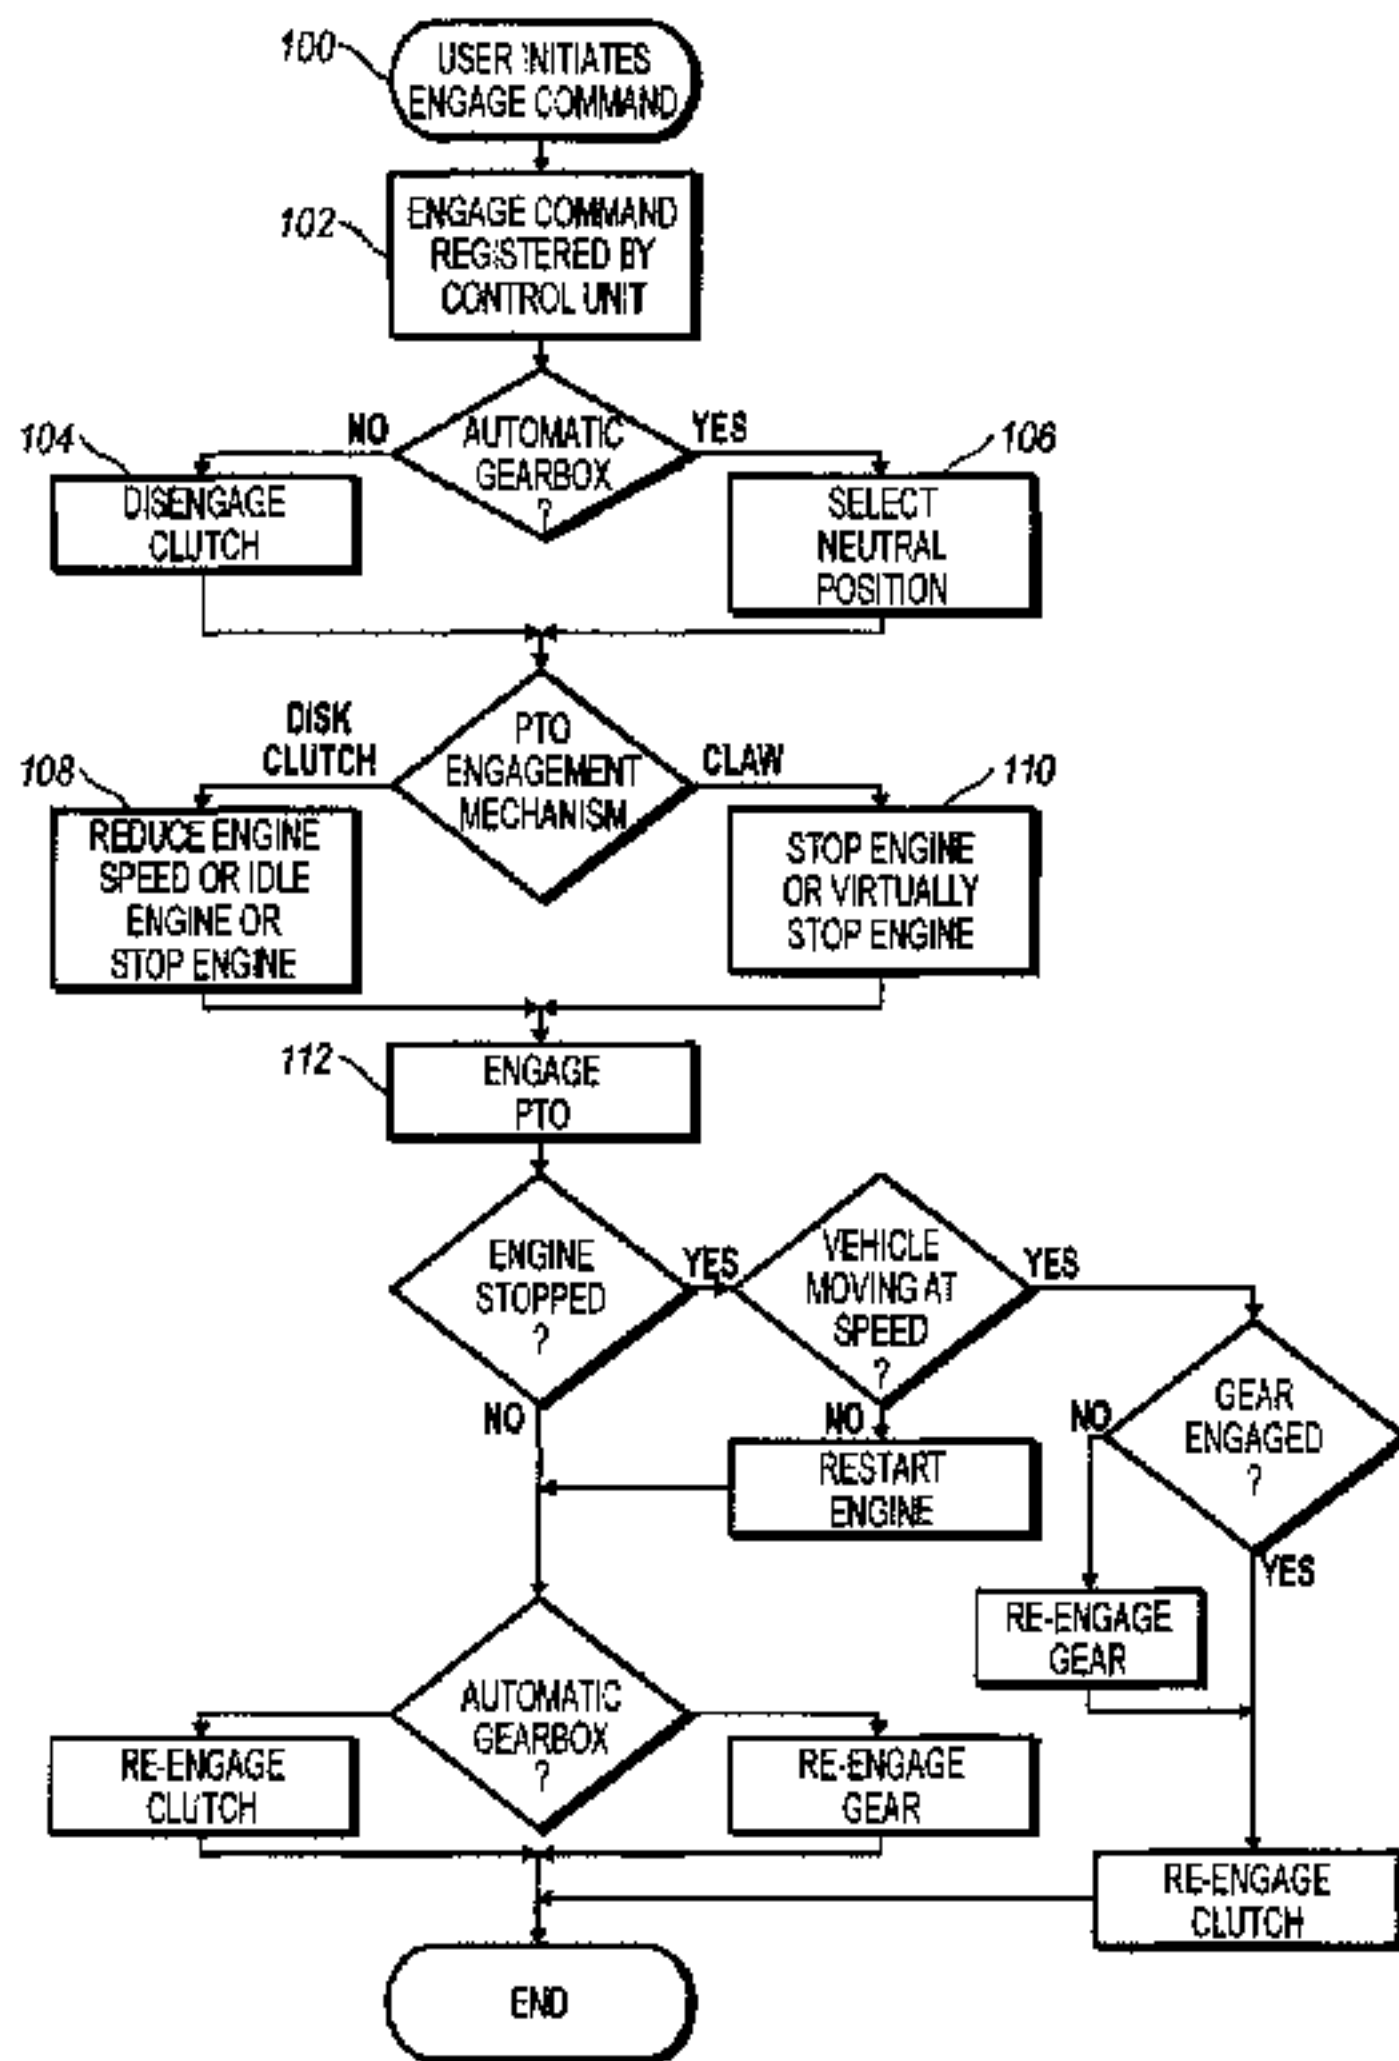 100
USER INITIATES
ENGAGE COMMAND
102
ENGAGE COMMAND
REGISTERED BY
CONTROL UNIT
NO
AUTOMATIC
GEARBOX
?
YES
104
DISENGAGE
CLUTCH
106
SELECT
NEUTRAL
POSITION
DISK
CLUTCH
PTO
ENGAGEMENT
MECHANISM
CLAW
108
REDUCE ENGINE
SPEED OR IDLE
ENGINE OR
STOP ENGINE
110
STOP ENGINE
OR VIRTUALLY
STOP ENGINE
112
ENGAGE
PTO
ENGINE
STOPPED
?
YES
NO
VEHICLE
MOVING AT
SPEED
?
YES
NO
RESTART
ENGINE
GEAR
ENGAGED
?
NO
YES
RE-ENGAGE
GEAR
AUTOMATIC
GEARBOX
?
RE-ENGAGE
CLUTCH
RE-ENGAGE
GEAR
RE-ENGAGE
CLUTCH
END